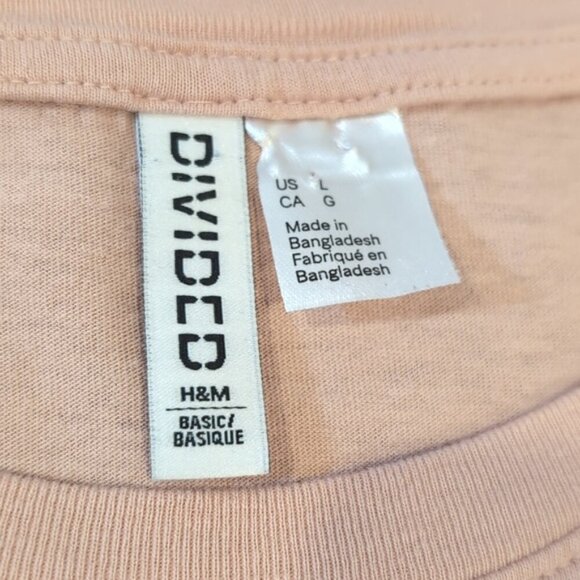 DIVIDED
H&M
BASIC/
BASIQUE
US L
CA G
Made in
Bangladesh
Fabriqué en
Bangladesh